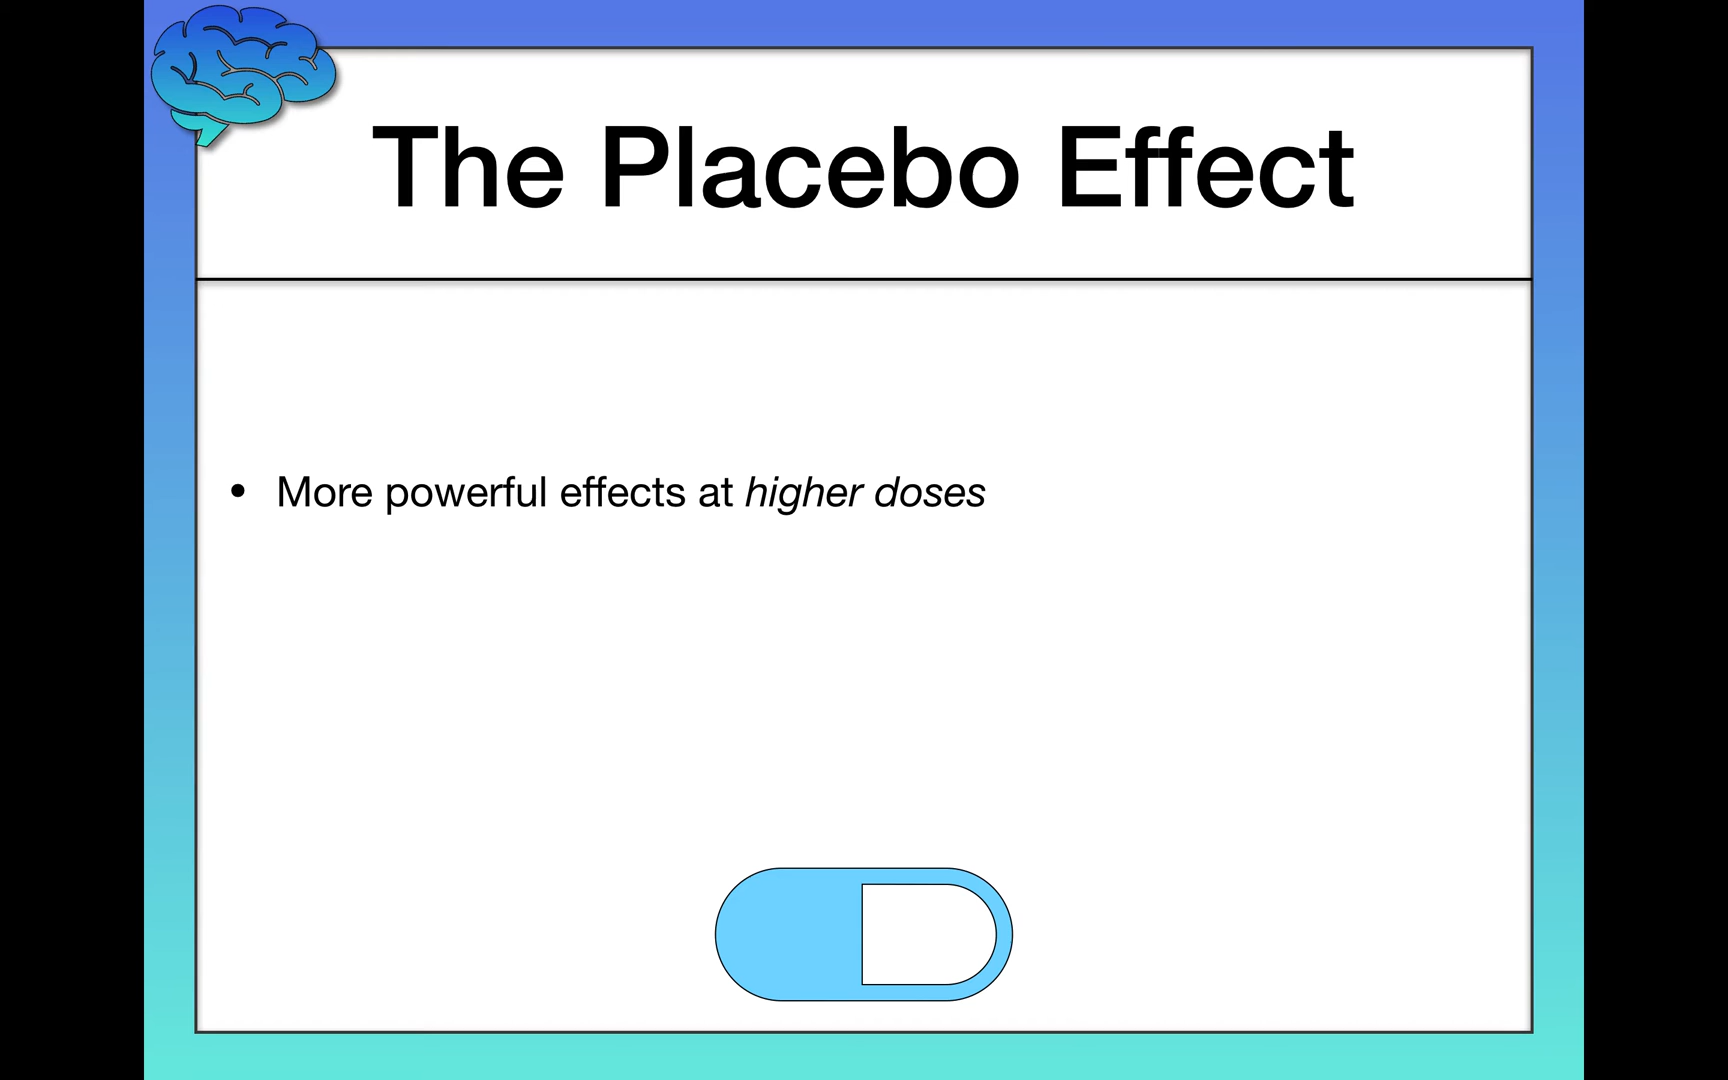 The Placebo Effect
• More powerful effects at higher doses